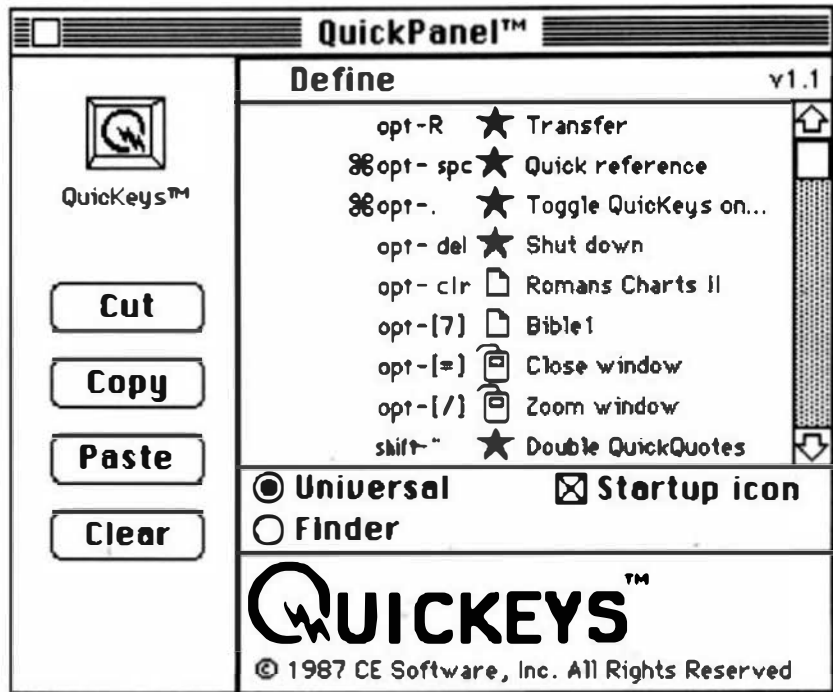 QuickPanel™
Define v1.1
QuicKeys™
Cut
Copy
Paste
Clear
opt-R Transfer
⌘opt- spc Quick reference
⌘opt-. Toggle QuicKeys on...
opt- del Shut down
opt- clr Romans Charts II
opt-[7] Bible1
opt-[=] Close window
opt-[/] Zoom window
shift-" Double QuickQuotes
Universal Startup icon
Finder
QUICKEYS™
© 1987 CE Software, Inc. All Rights Reserved